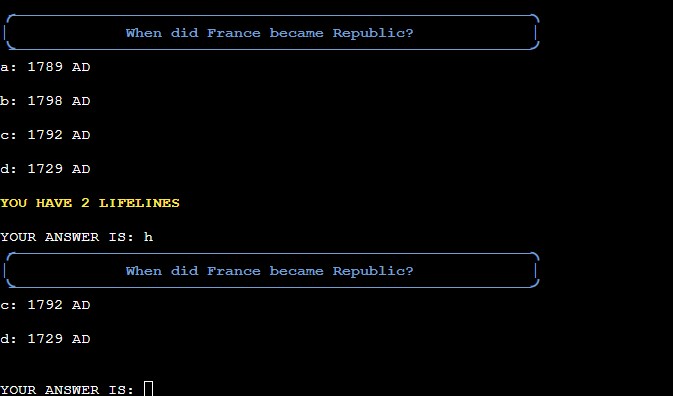 When did France became Republic?
a: 1789 AD
b: 1798 AD
c: 1792 AD
d: 1729 AD
YOU HAVE 2 LIFELINES
YOUR ANSWER IS: h
When did France became Republic?
c: 1792 AD
d: 1729 AD
YOUR ANSWER IS: